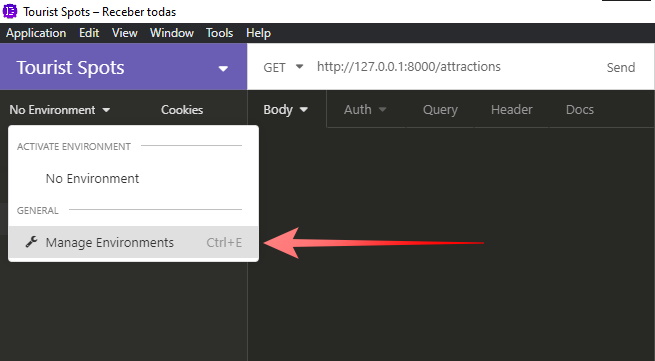 Tourist Spots – Receber todas
Application Edit View Window Tools Help
Tourist Spots
GET http://127.0.0.1:8000/attractions Send
No Environment Cookies
Body Auth Query Header Docs
ACTIVATE ENVIRONMENT
No Environment
GENERAL
Manage Environments Ctrl+E